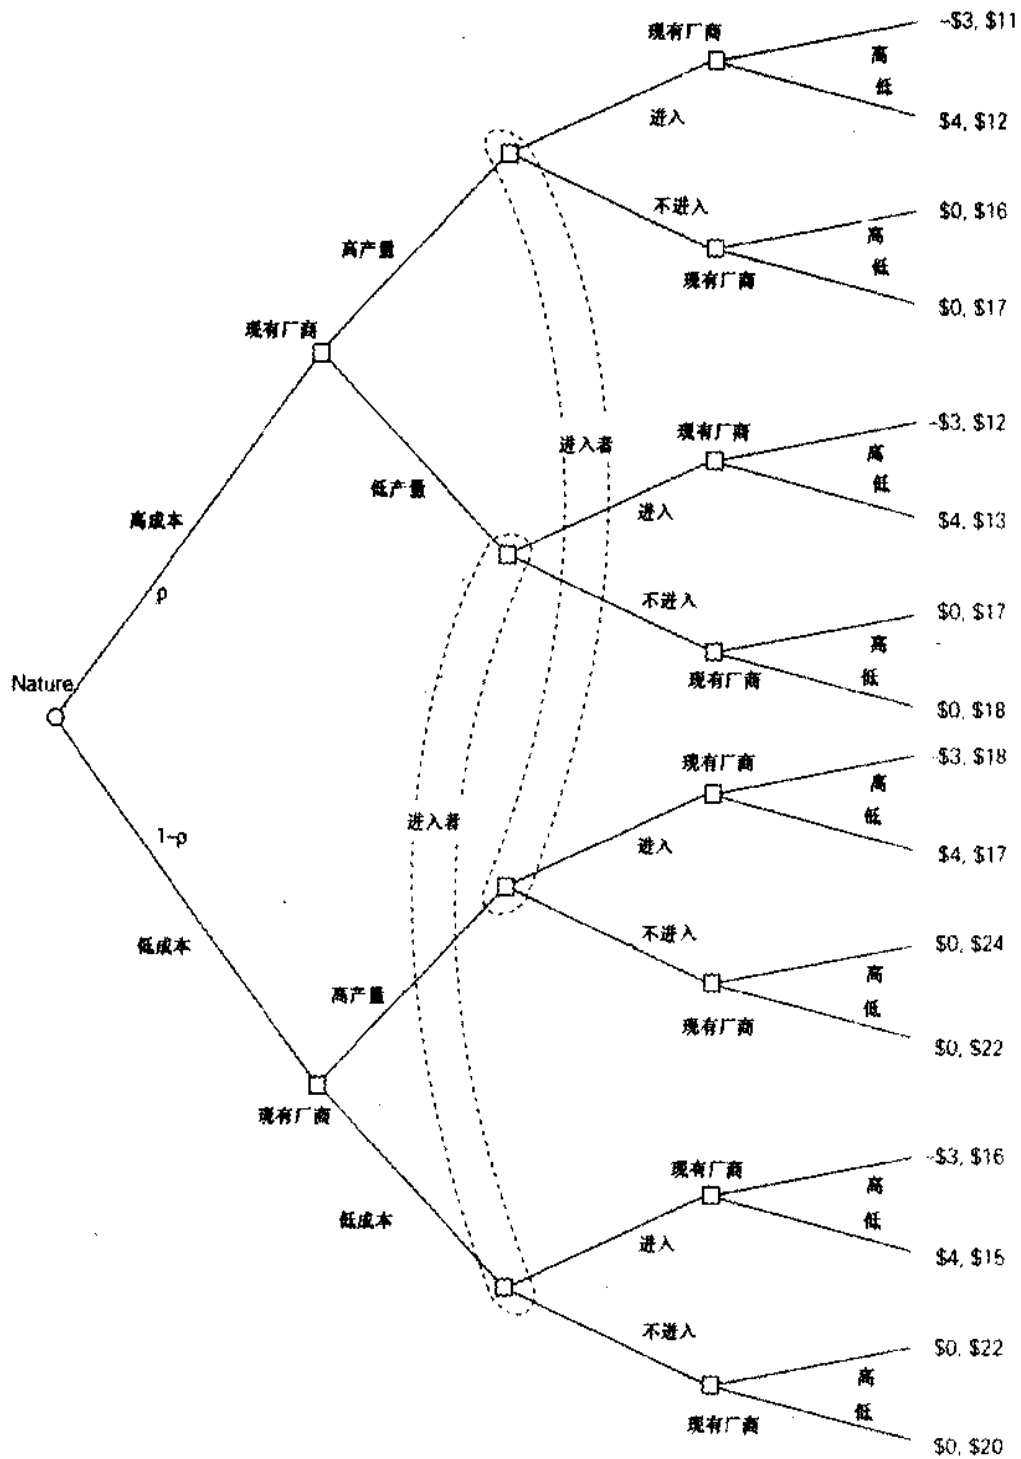 现有厂商
-$3, $11
高
低
进入
$4, $12
不进入
$0, $16
高
低
现有厂商
$0, $17
高产量
现有厂商
现有厂商
-$3, $12
进入者
高
低
低产量
进入
$4, $13
高成本
ρ
不进入
$0, $17
高
低
现有厂商
$0, $18
Nature
现有厂商
-$3, $18
高
低
进入者
1-ρ
进入
$4, $17
低成本
不进入
$0, $24
高
低
高产量
现有厂商
$0, $22
现有厂商
现有厂商
-$3, $16
高
低
低成本
进入
$4, $15
不进入
$0, $22
高
低
现有厂商
$0, $20